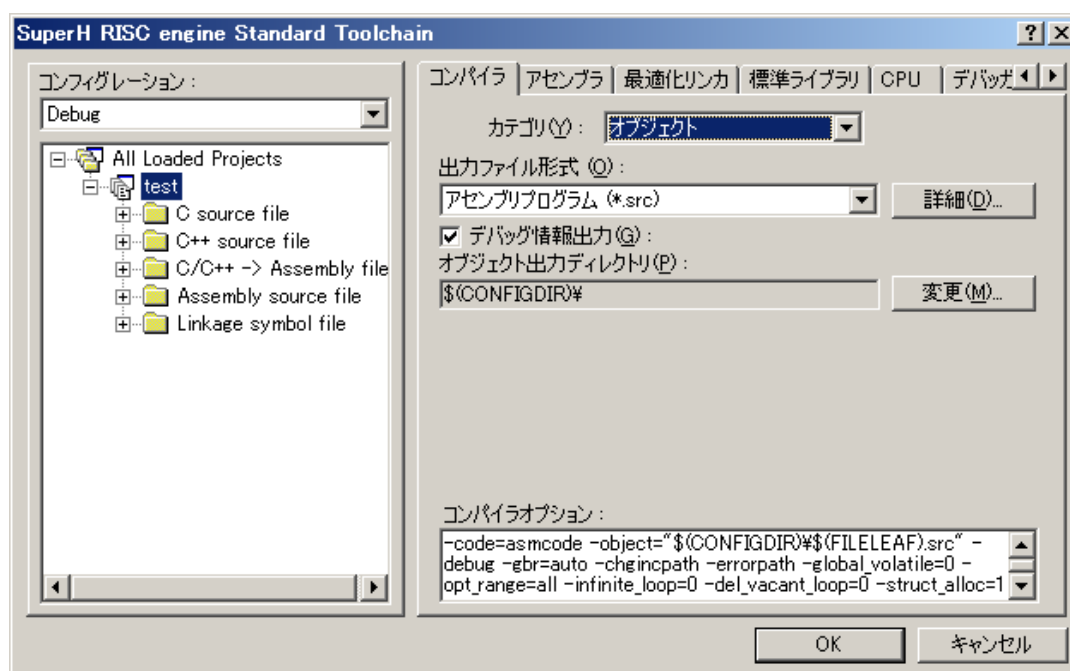 SuperH RISC engine Standard Toolchain
コンフィグレーション :
Debug
All Loaded Projects
test
C source file
C++ source file
C/C++ -> Assembly file
Assembly source file
Linkage symbol file
コンパイラ アセンブラ 最適化リンカ 標準ライブラリ CPU デバッガ
カテゴリ(Y) : オブジェクト
出力ファイル形式 (O) :
アセンブリプログラム (*.src)
詳細(D)...
デバッグ情報出力(G) :
オブジェクト出力ディレクトリ(P) :
$(CONFIGDIR)¥
変更(M)...
コンパイラオプション :
-code=asmcode -object="$(CONFIGDIR)¥$(FILELEAF).src" -
debug -gbr=auto -chgincpath -errorpath -global_volatile=0 -
opt_range=all -infinite_loop=0 -del_vacant_loop=0 -struct_alloc=1
OK
キャンセル